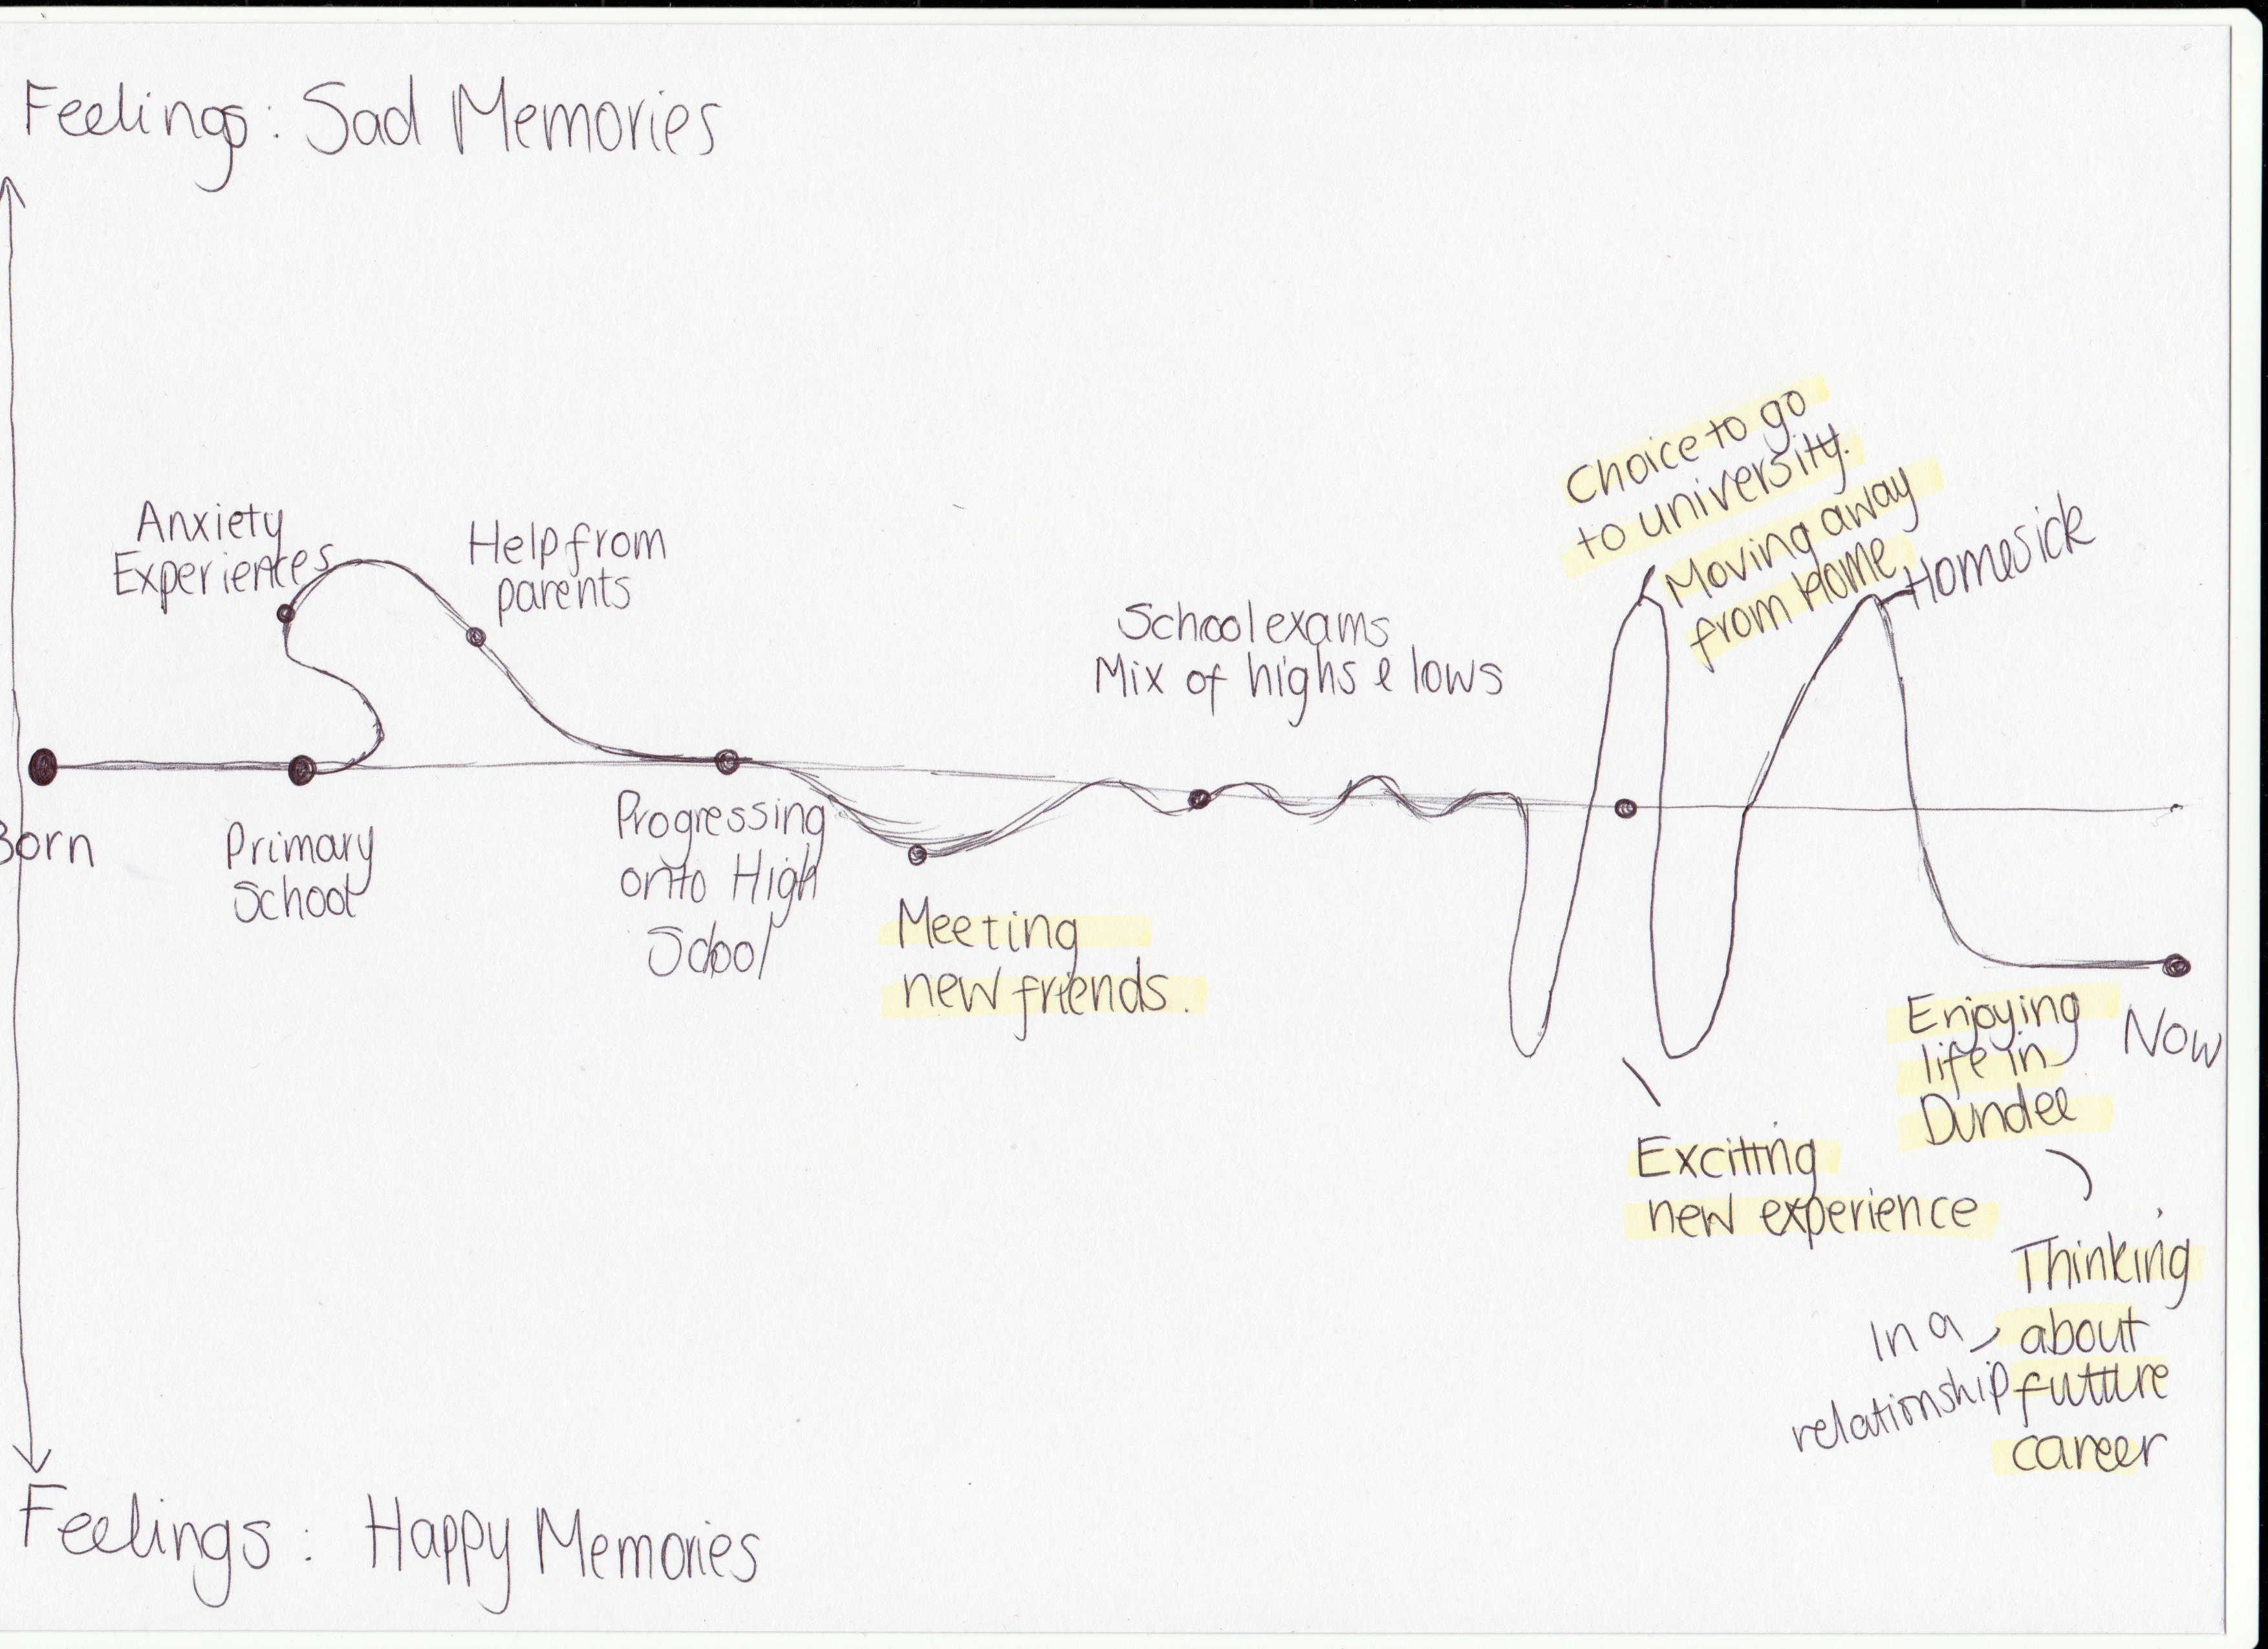 Feelings: Sad Memories
Anxiety
Experiences
Help from
parents
School exams
Mix of highs & lows
Choice to go
to university.
Moving away
from Home.
Homesick
Born
Primary
School
Progressing
onto High
School
Meeting
new friends.
Exciting
new experience
Enjoying
life in
Dundee
Now
Thinking
about
future
career
In a
relationship
Feelings: Happy Memories